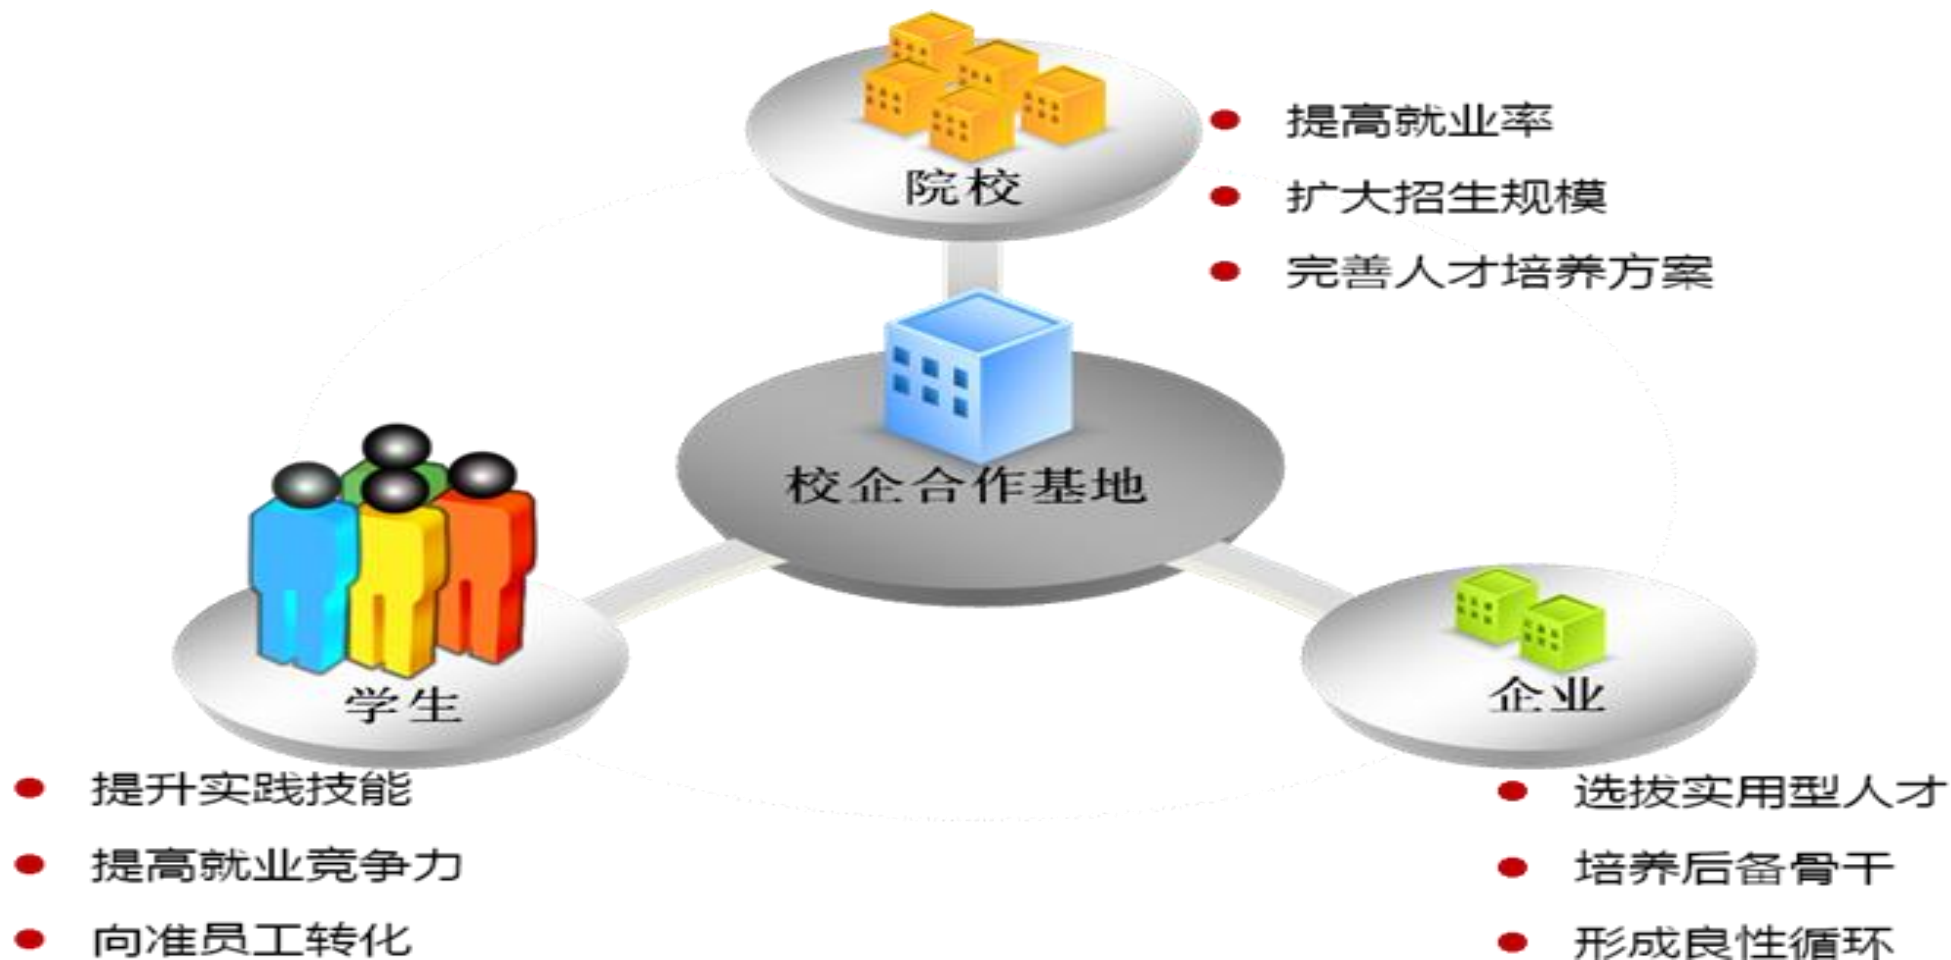 院校
提高就业率
扩大招生规模
完善人才培养方案
校企合作基地
学生
提升实践技能
提高就业竞争力
向准员工转化
企业
选拔实用型人才
培养后备骨干
形成良性循环